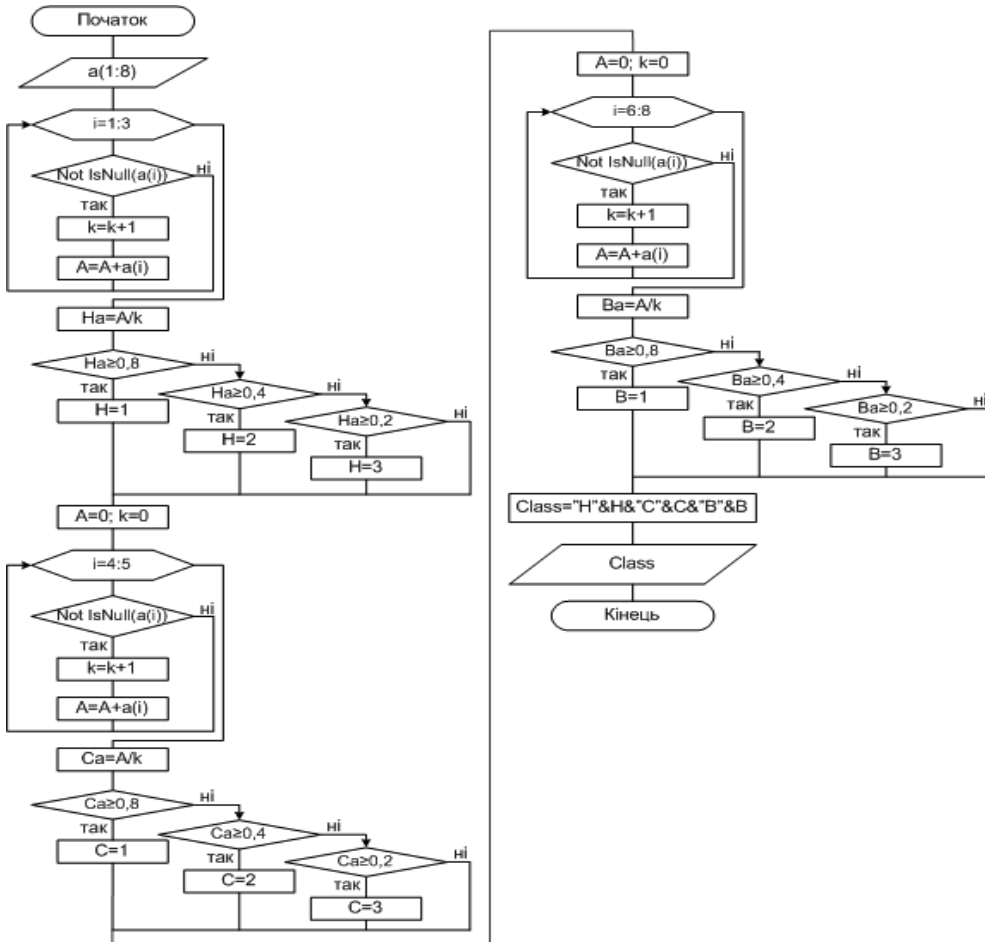 Початок
a(1:8)
i=1:3
Not IsNull(a(i))
ні
так
k=k+1
A=A+a(i)
Ha=A/k
Ha≥0,8
ні
так
H=1
Ha≥0,4
ні
так
H=2
Ha≥0,2
ні
так
H=3
A=0; k=0
i=4:5
Not IsNull(a(i))
ні
так
k=k+1
A=A+a(i)
Ca=A/k
Ca≥0,8
ні
так
C=1
Ca≥0,4
ні
так
C=2
Ca≥0,2
ні
так
C=3
A=0; k=0
i=6:8
Not IsNull(a(i))
ні
так
k=k+1
A=A+a(i)
Ba=A/k
Ba≥0,8
ні
так
B=1
Ba≥0,4
ні
так
B=2
Ba≥0,2
ні
так
B=3
Class="H"&H&"C"&C&"B"&B
Class
Кінець